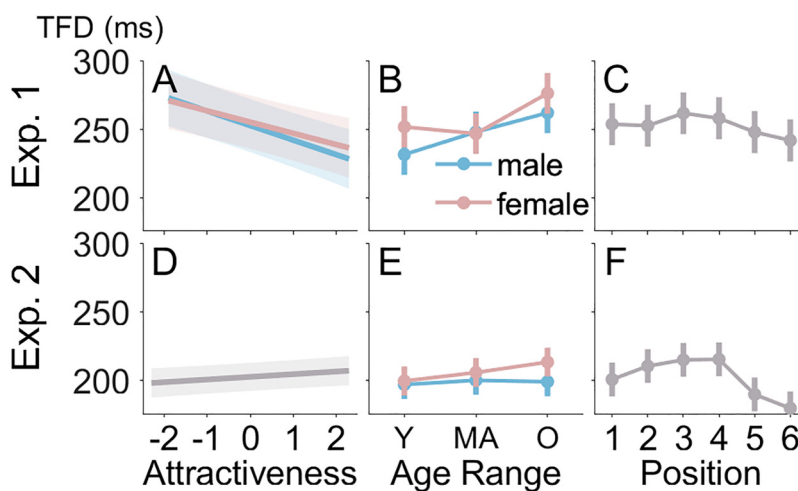 TFD (ms)
Exp. 1
300
250
200
A
B
male
female
C
Exp. 2
300
250
200
D
E
F
-2 -1 0 1 2
Attractiveness
Y MA O
Age Range
1 2 3 4 5 6
Position